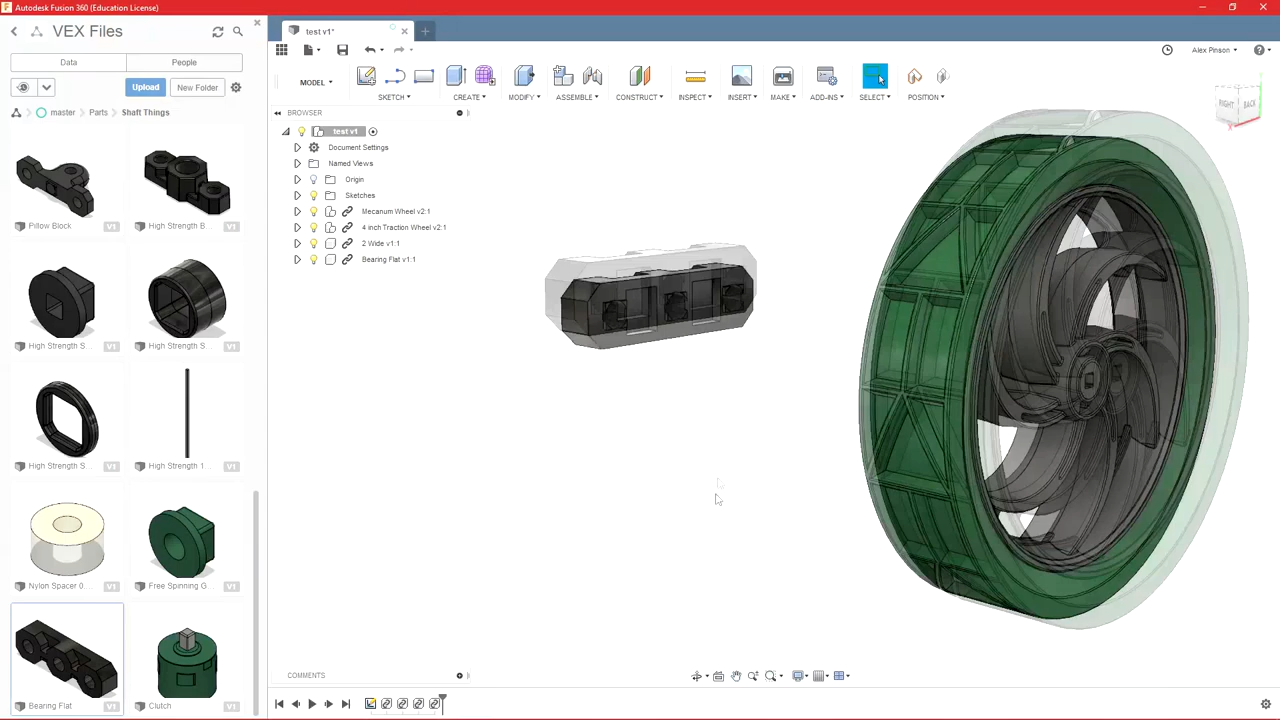 Autodesk Fusion 360 (Education License)
VEX Files
test v1*
Alex Pinson
Data
People
MODEL
SKETCH
CREATE
MODIFY
ASSEMBLE
CONSTRUCT
INSPECT
INSERT
MAKE
ADD-INS
SELECT
POSITION
Upload
New Folder
RIGHT
BACK
master
Parts
Shaft Things
BROWSER
test v1
Document Settings
Named Views
Origin
Sketches
Mecanum Wheel v2:1
4 inch Traction Wheel v2:1
2 Wide v1:1
Bearing Flat v1:1
Pillow Block
V1
High Strength B...
V1
High Strength S...
V1
High Strength S...
V1
High Strength S...
V1
High Strength 1...
V1
Nylon Spacer 0....
V1
Free Spinning G...
V1
Bearing Flat
V1
Clutch
V1
COMMENTS